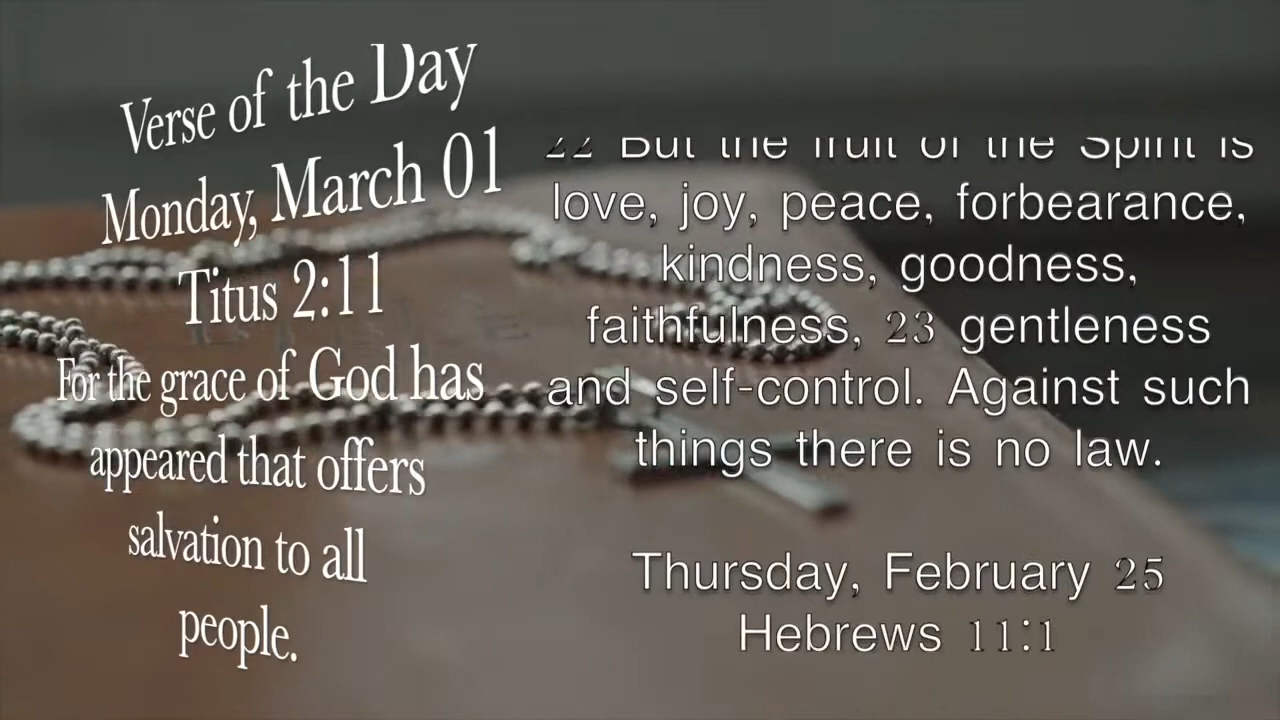 Verse of the Day
Monday, March 01
Titus 2:11
For the grace of God has
appeared that offers
salvation to all
people.
22 But the fruit of the Spirit is
love, joy, peace, forbearance,
kindness, goodness,
faithfulness, 23 gentleness
and self-control. Against such
things there is no law.
Thursday, February 25
Hebrews 11:1